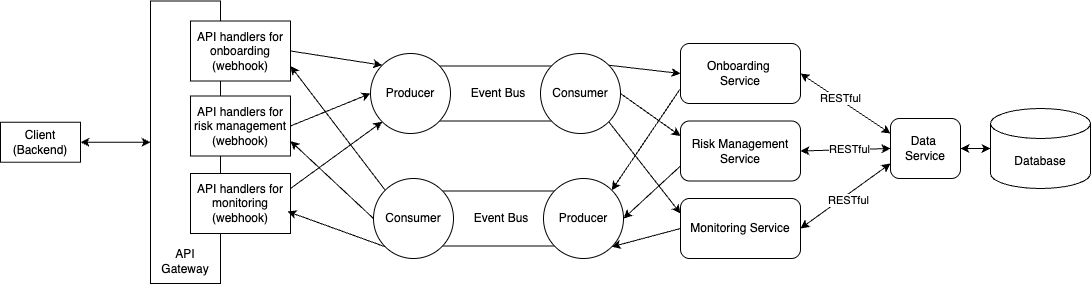 Client
(Backend)
API handlers for
onboarding
(webhook)
API handlers for
risk management
(webhook)
API handlers for
monitoring
(webhook)
API
Gateway
Producer
Event Bus
Consumer
Consumer
Event Bus
Producer
Onboarding
Service
Risk Management
Service
Monitoring Service
RESTful
RESTful
RESTful
Data
Service
Database